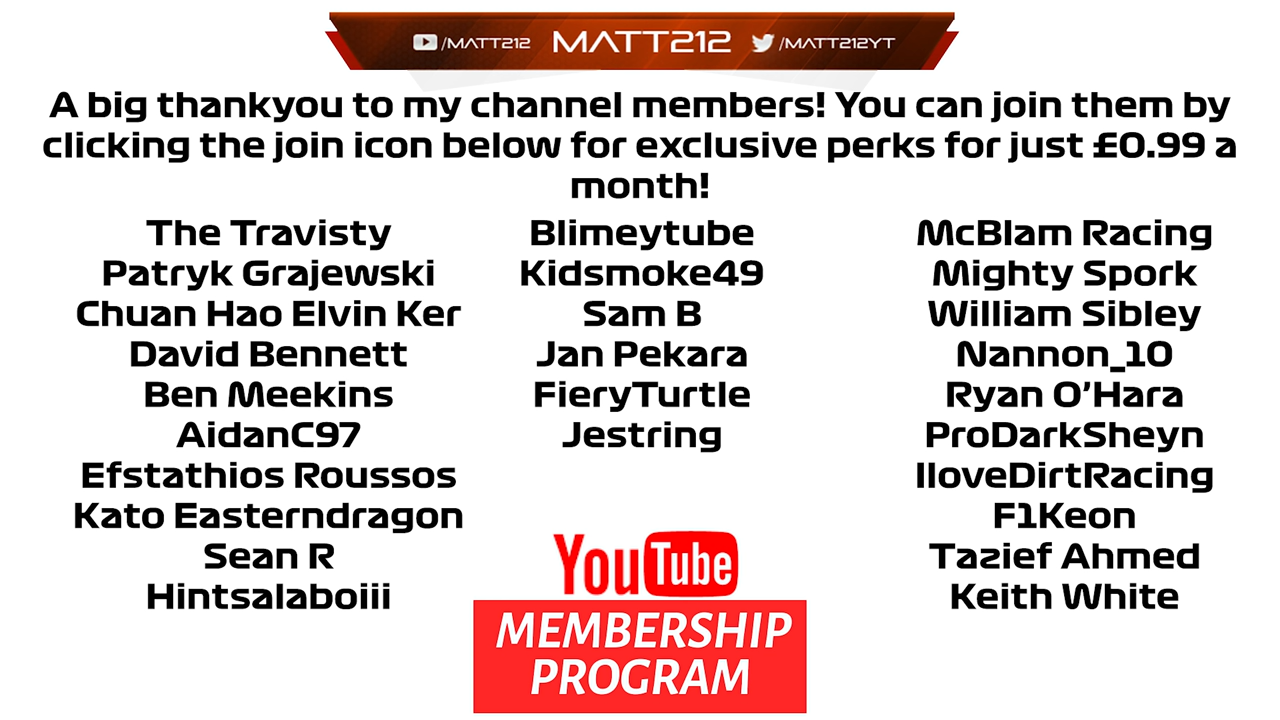 /MATT212 MATT212 /MATT212YT
A big thankyou to my channel members! You can join them by
clicking the join icon below for exclusive perks for just £0.99 a
month!
The Travisty
Patryk Grajewski
Chuan Hao Elvin Ker
David Bennett
Ben Meekins
AidanC97
Efstathios Roussos
Kato Easterndragon
Sean R
Hintsalaboiii
Blimeytube
Kidsmoke49
Sam B
Jan Pekara
FieryTurtle
Jestring
McBlam Racing
Mighty Spork
William Sibley
Nannon_10
Ryan O'Hara
ProDarkSheyn
IloveDirtRacing
F1Keon
Tazief Ahmed
Keith White
YouTube
MEMBERSHIP
PROGRAM